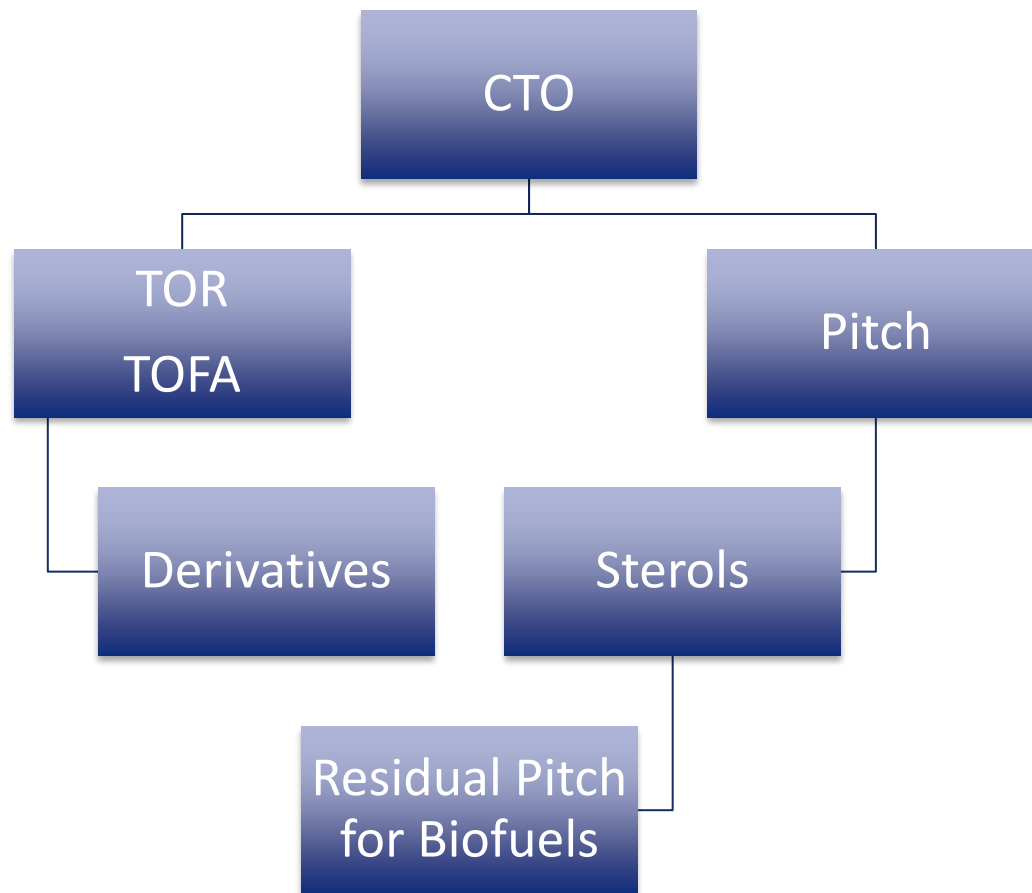 CTO
TOR
TOFA
Pitch
Derivatives
Sterols
Residual Pitch
for Biofuels